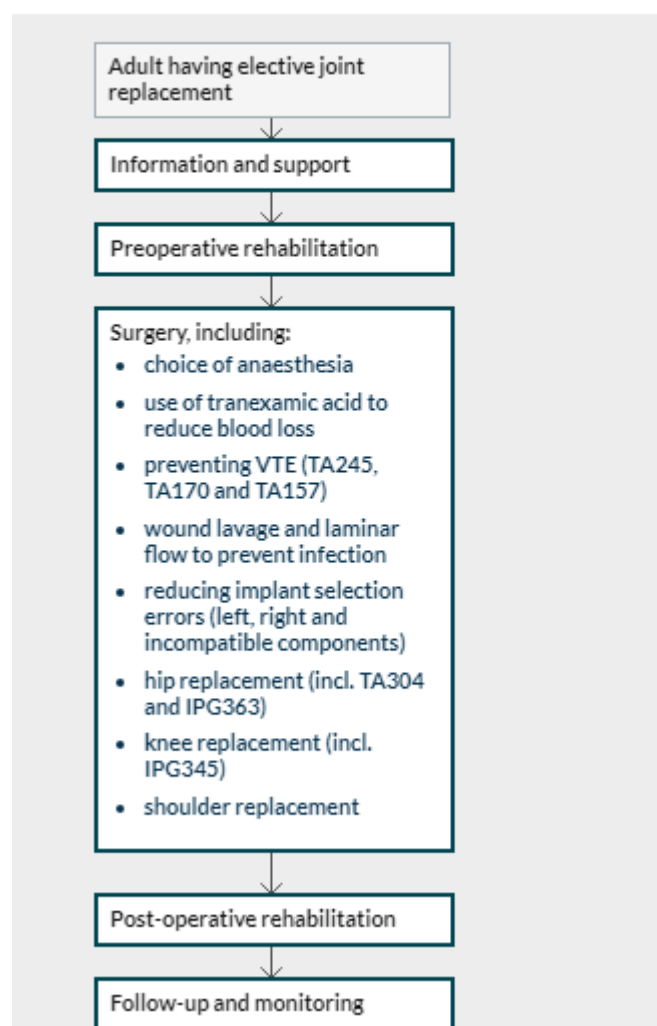 Adult having elective joint
replacement
Information and support
Preoperative rehabilitation
Surgery, including:
• choice of anaesthesia
• use of tranexamic acid to
reduce blood loss
• preventing VTE (TA245,
TA170 and TA157)
• wound lavage and laminar
flow to prevent infection
• reducing implant selection
errors (left, right and
incompatible components)
• hip replacement (incl. TA304
and IPG363)
• knee replacement (incl.
IPG345)
• shoulder replacement
Post-operative rehabilitation
Follow-up and monitoring